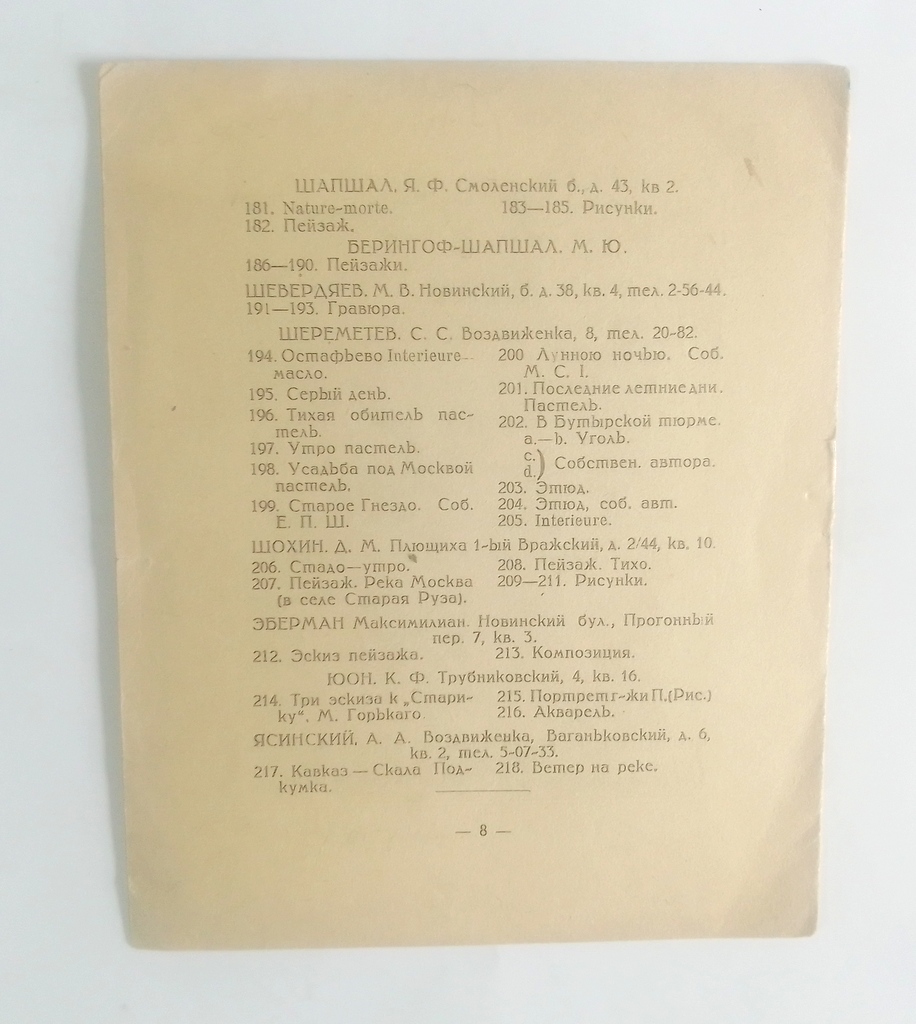 ШАПШАЛ, Я. Ф. Смоленский б., д. 43, кв 2.
181. Nature-morte.
182. Пейзаж.
183—185. Рисунки.
БЕРИНГОФ-ШАПШАЛ. М. Ю.
186—190. Пейзажи.
ШЕВЕРДЯЕВ. М. В. Новинский, б. д. 38, кв. 4, тел. 2-56-44.
191—193. Гравюра.
ШЕРЕМЕТЕВ. С. С. Воздвиженка, 8, тел. 20-82.
194. Остафьево Interieure—
масло.
195. Серый день.
196. Тихая обитель пас-
тель.
197. Утро пастель.
198. Усадьба под Москвой
пастель.
199. Старое Гнездо. Соб.
Е. П. Ш.
200 Лунною ночью. Соб.
М. С. I.
201. Последние летние дни.
Пастель.
202. В Бутырской тюрме.
a.—b. Уголь.
c.
d.) Собствен. автора.
203. Этюд.
204. Этюд, соб. авт.
205. Interieure.
ШОХИН. Д. М. Плющиха 1-ый Вражский, д. 2/44, кв. 10.
206. Стадо—утро.
207. Пейзаж. Река Москва
(в селе Старая Руза).
208. Пейзаж. Тихо.
209—211. Рисунки.
ЭБЕРМАН Максимилиан. Новинский бул., Прогонный
пер. 7, кв. 3.
212. Эскиз пейзажа.
213. Композиция.
ЮОН. К. Ф. Трубниковский, 4, кв. 16.
214. Три эскиза к „Стари-
ку“. М. Горькаго
215. Портрет г-жи П.(Рис.)
216. Акварель.
ЯСИНСКИЙ, А. А. Воздвиженка, Ваганьковский, д. 6,
кв. 2, тел. 5-07-33.
217. Кавказ — Скала Под-
кумка.
218. Ветер на реке.
— 8 —